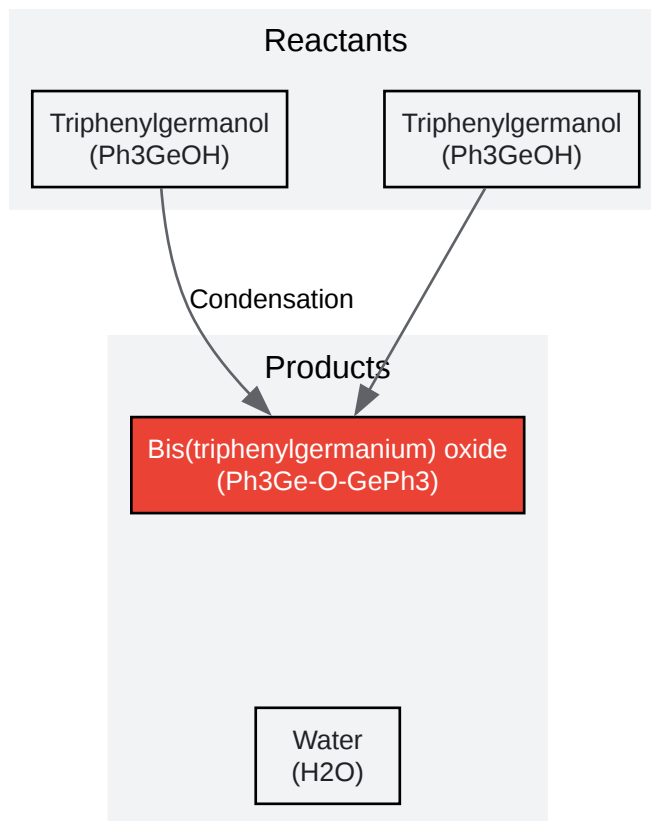 Reactants
Triphenylgermanol
(Ph3GeOH)
Triphenylgermanol
(Ph3GeOH)
Condensation
Products
Bis(triphenylgermanium) oxide
(Ph3Ge-O-GePh3)
Water
(H2O)